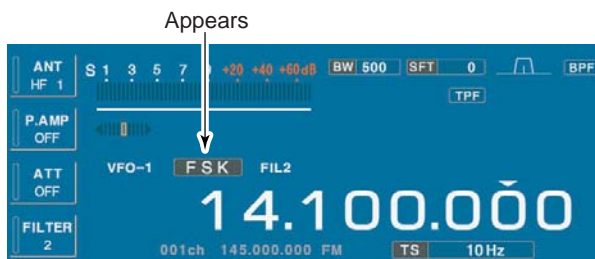 Appears
ANT
HF 1
S 1 3 5 7 9 +20 +40 +60dB
BW 500
SFT 0
BPF
TPF
P.AMP
OFF
ATT
OFF
VFO-1 FSK FIL2
14.100.000
FILTER
2
001ch 145.000.000 FM
TS 10Hz